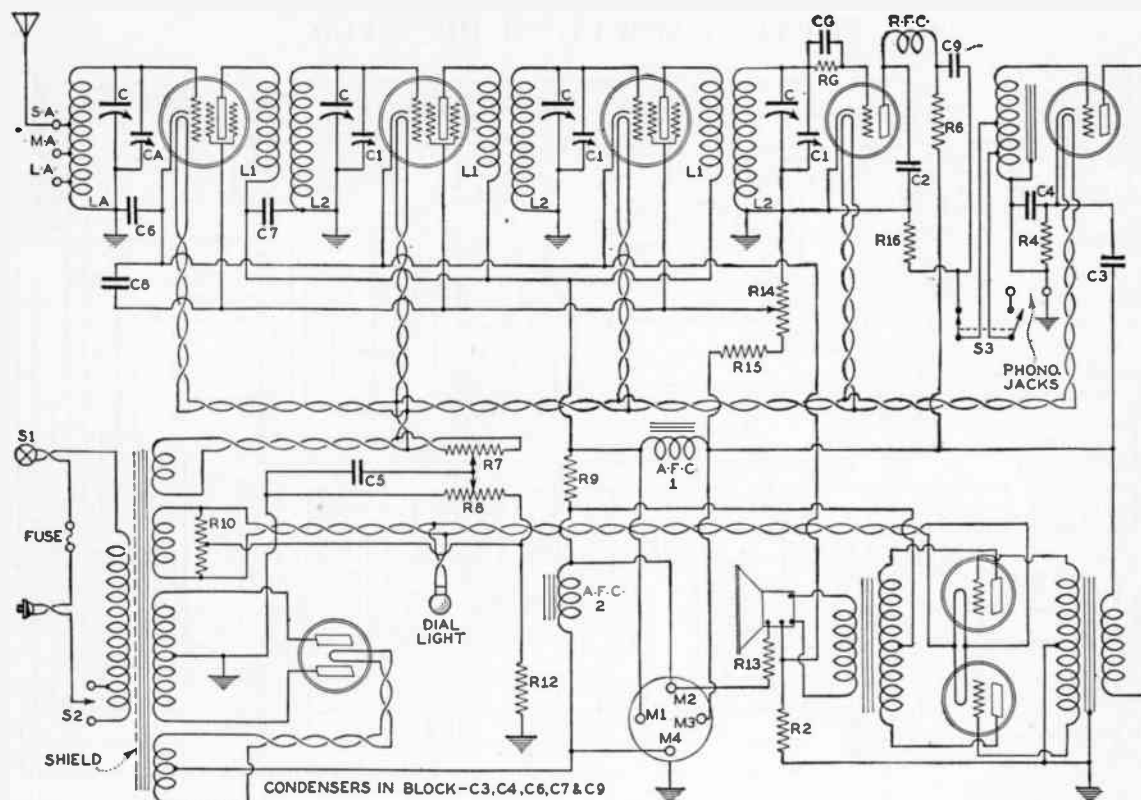 CG
R.F.C.
C9
RG
S.A.
M.A.
L.A.
C
CA
LA
C6
L1
C7
C
C1
L2
L1
C
C1
L2
L1
C
C1
L2
C2
R6
R16
C4
R4
C3
C8
R14
R15
S3
PHONO.
JACKS
S1
FUSE
S2
SHIELD
R10
C5
R7
R8
R9
A.F.C.
1
A.F.C.
2
DIAL
LIGHT
R12
R13
R2
M1
M2
M3
M4
CONDENSERS IN BLOCK-C3,C4,C6,C7&C9